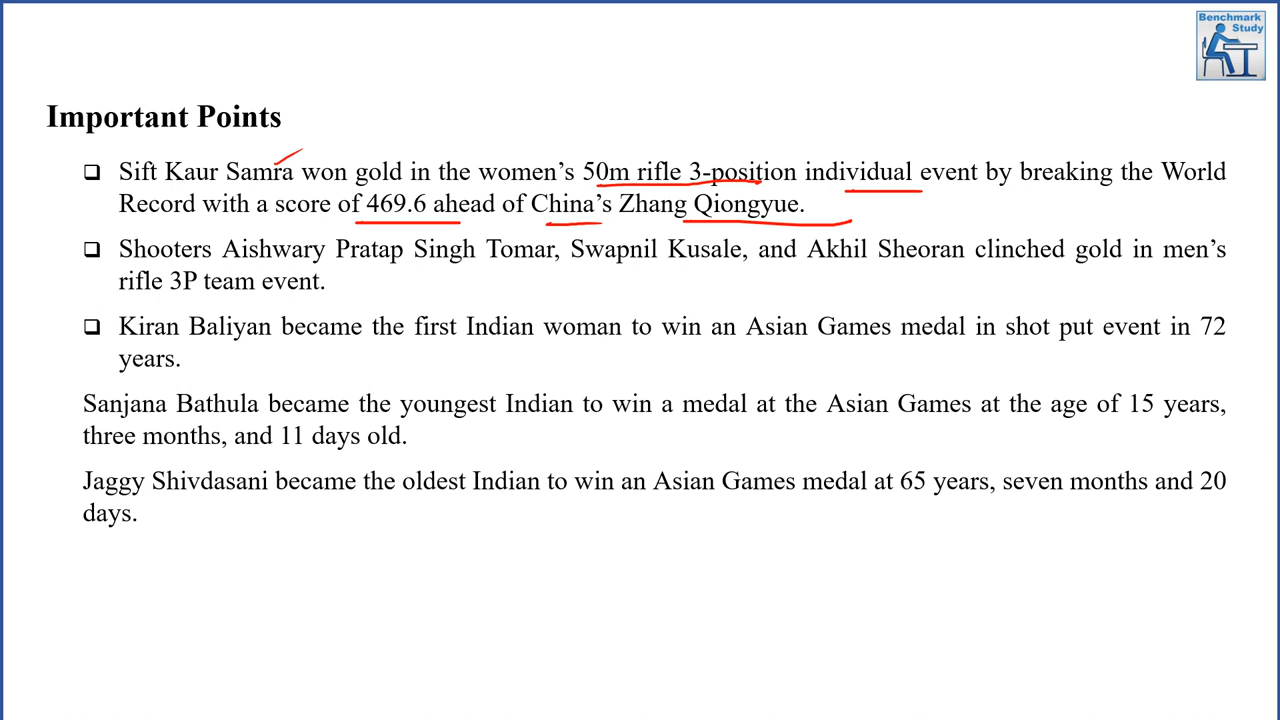 Benchmark
Study
Important Points
❑ Sift Kaur Samra won gold in the women’s 50m rifle 3-position individual event by breaking the World
Record with a score of 469.6 ahead of China’s Zhang Qiongyue.
❑ Shooters Aishwary Pratap Singh Tomar, Swapnil Kusale, and Akhil Sheoran clinched gold in men’s
rifle 3P team event.
❑ Kiran Baliyan became the first Indian woman to win an Asian Games medal in shot put event in 72
years.
Sanjana Bathula became the youngest Indian to win a medal at the Asian Games at the age of 15 years,
three months, and 11 days old.
Jaggy Shivdasani became the oldest Indian to win an Asian Games medal at 65 years, seven months and 20
days.